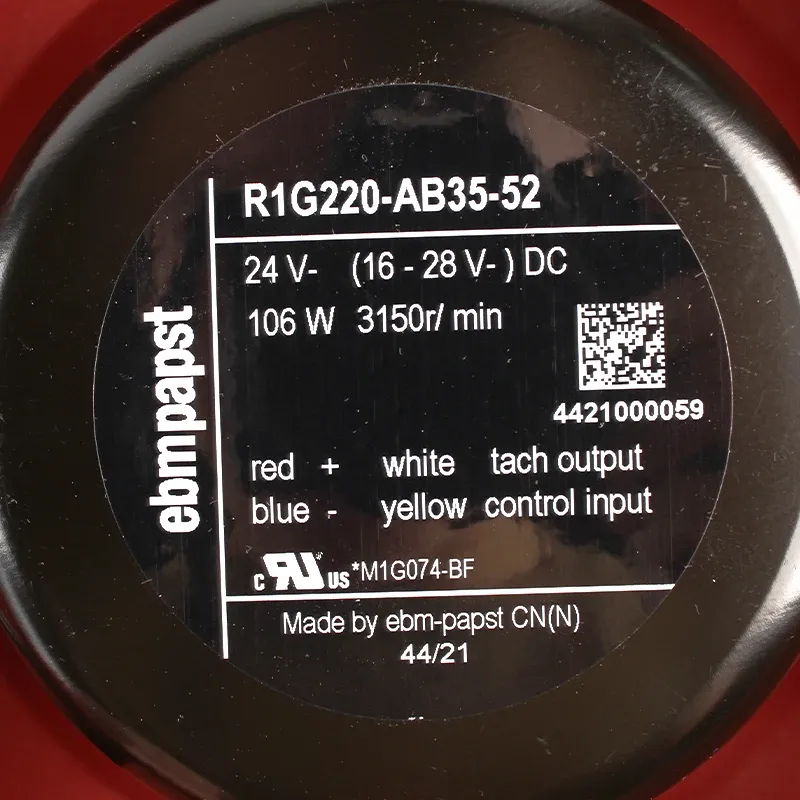 ebmpapst
R1G220-AB35-52
24 V- (16 - 28 V- ) DC
106 W 3150r/ min
4421000059
red + white tach output
blue - yellow control input
c RU US *M1G074-BF
Made by ebm-papst CN(N)
44/21